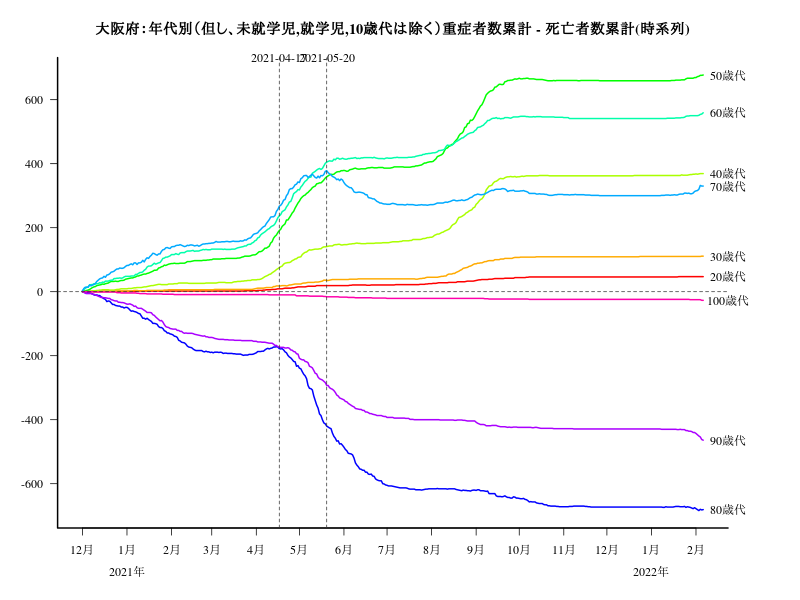 大阪府：年代別（但し、未就学児,就学児,10歳代は除く）重症者数累計 - 死亡者数累計(時系列)
2021-04-17
2021-05-20
600
400
200
0
-200
-400
-600
50歳代
60歳代
40歳代
70歳代
30歳代
20歳代
100歳代
90歳代
80歳代
12月 1月 2月 3月 4月 5月 6月 7月 8月 9月 10月 11月 12月 1月 2月
2021年 2022年